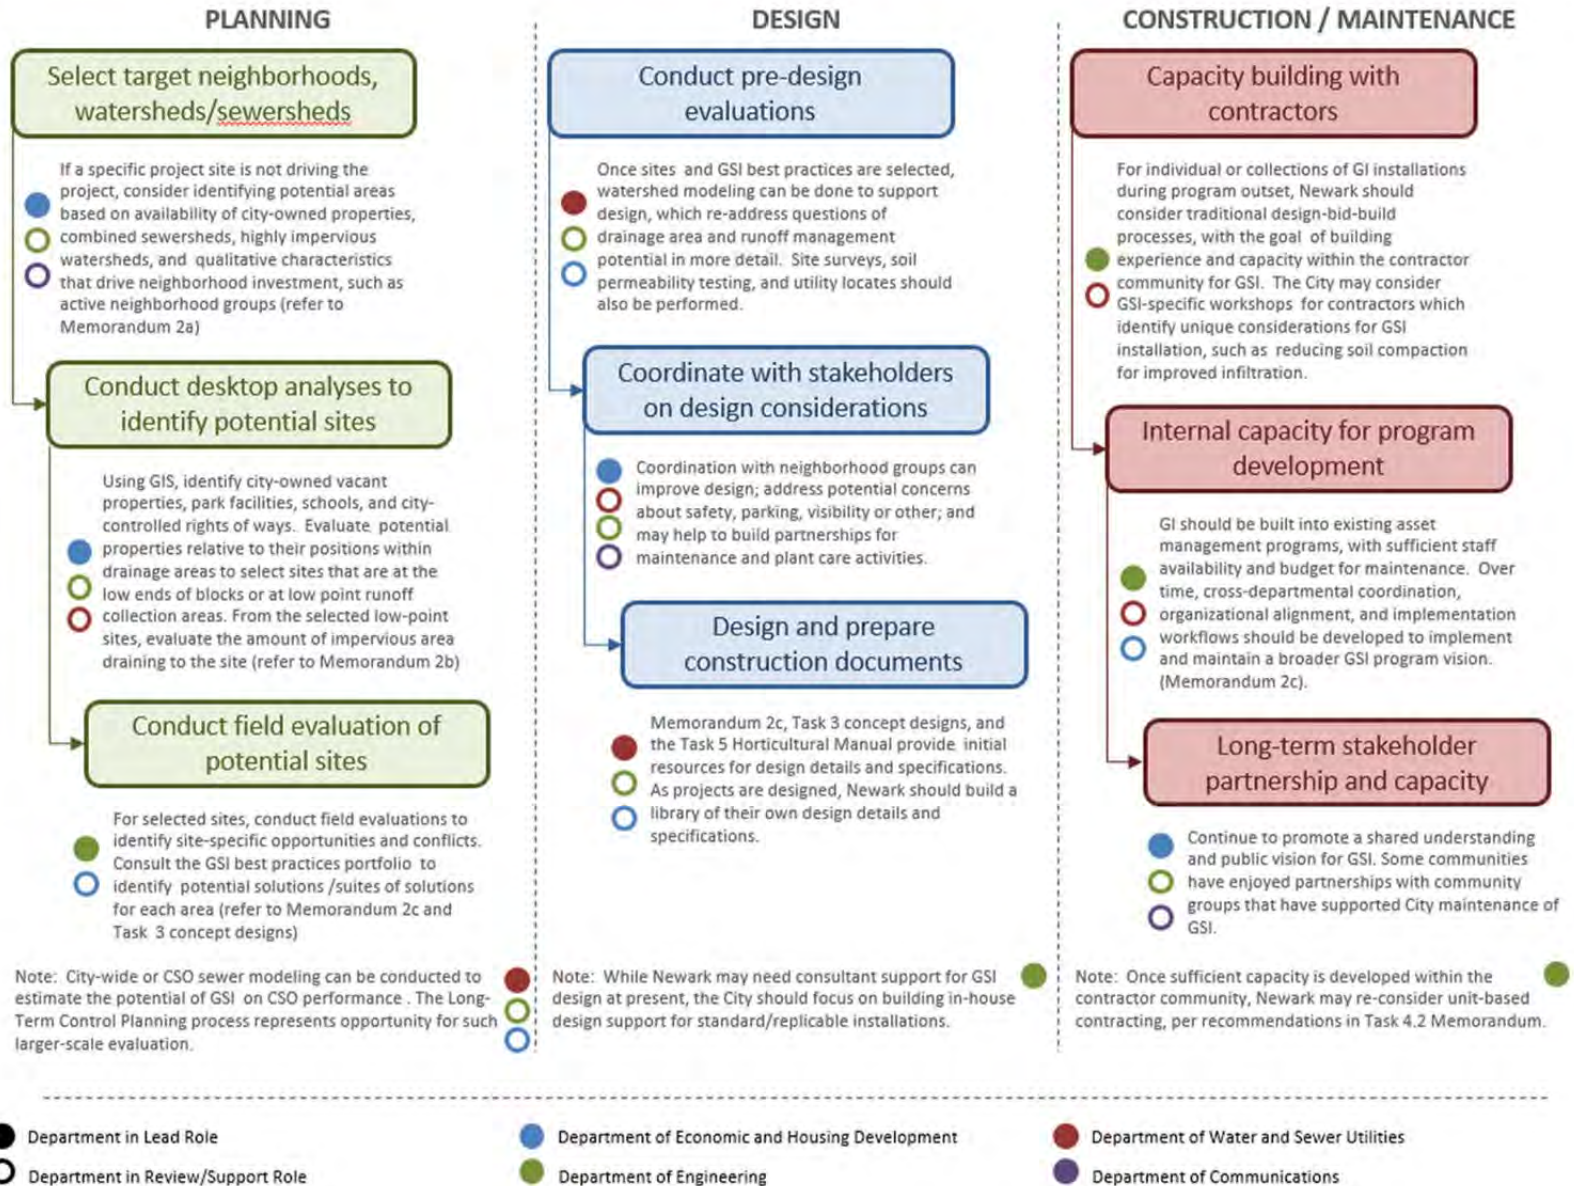 PLANNING
Select target neighborhoods,
watersheds/sewersheds
If a specific project site is not driving the
project, consider identifying potential areas
based on availability of city-owned properties,
combined sewersheds, highly impervious
watersheds, and qualitative characteristics
that drive neighborhood investment, such as
active neighborhood groups (refer to
Memorandum 2a)
Conduct desktop analyses to
identify potential sites
Using GIS, identify city-owned vacant
properties, park facilities, schools, and city-
controlled rights of ways. Evaluate potential
properties relative to their positions within
drainage areas to select sites that are at the
low ends of blocks or at low point runoff
collection areas. From the selected low-point
sites, evaluate the amount of impervious area
draining to the site (refer to Memorandum 2b)
Conduct field evaluation of
potential sites
For selected sites, conduct field evaluations to
identify site-specific opportunities and conflicts.
Consult the GSI best practices portfolio to
identify potential solutions /suites of solutions
for each area (refer to Memorandum 2c and
Task 3 concept designs)
Note: City-wide or CSO sewer modeling can be conducted to
estimate the potential of GSI on CSO performance . The Long-
Term Control Planning process represents opportunity for such
larger-scale evaluation.
DESIGN
Conduct pre-design
evaluations
Once sites and GSI best practices are selected,
watershed modeling can be done to support
design, which re-address questions of
drainage area and runoff management
potential in more detail. Site surveys, soil
permeability testing, and utility locates should
also be performed.
Coordinate with stakeholders
on design considerations
Coordination with neighborhood groups can
improve design; address potential concerns
about safety, parking, visibility or other; and
may help to build partnerships for
maintenance and plant care activities.
Design and prepare
construction documents
Memorandum 2c, Task 3 concept designs, and
the Task 5 Horticultural Manual provide initial
resources for design details and specifications.
As projects are designed, Newark should build a
library of their own design details and
specifications.
Note: While Newark may need consultant support for GSI
design at present, the City should focus on building in-house
design support for standard/replicable installations.
CONSTRUCTION / MAINTENANCE
Capacity building with
contractors
For individual or collections of GI installations
during program outset, Newark should
consider traditional design-bid-build
processes, with the goal of building
experience and capacity within the contractor
community for GSI. The City may consider
GSI-specific workshops for contractors which
identify unique considerations for GSI
installation, such as reducing soil compaction
for improved infiltration.
Internal capacity for program
development
GI should be built into existing asset
management programs, with sufficient staff
availability and budget for maintenance. Over
time, cross-departmental coordination,
organizational alignment, and implementation
workflows should be developed to implement
and maintain a broader GSI program vision.
(Memorandum 2c).
Long-term stakeholder
partnership and capacity
Continue to promote a shared understanding
and public vision for GSI. Some communities
have enjoyed partnerships with community
groups that have supported City maintenance of
GSI.
Note: Once sufficient capacity is developed within the
contractor community, Newark may re-consider unit-based
contracting, per recommendations in Task 4.2 Memorandum.
Department in Lead Role
Department in Review/Support Role
Department of Economic and Housing Development
Department of Engineering
Department of Water and Sewer Utilities
Department of Communications